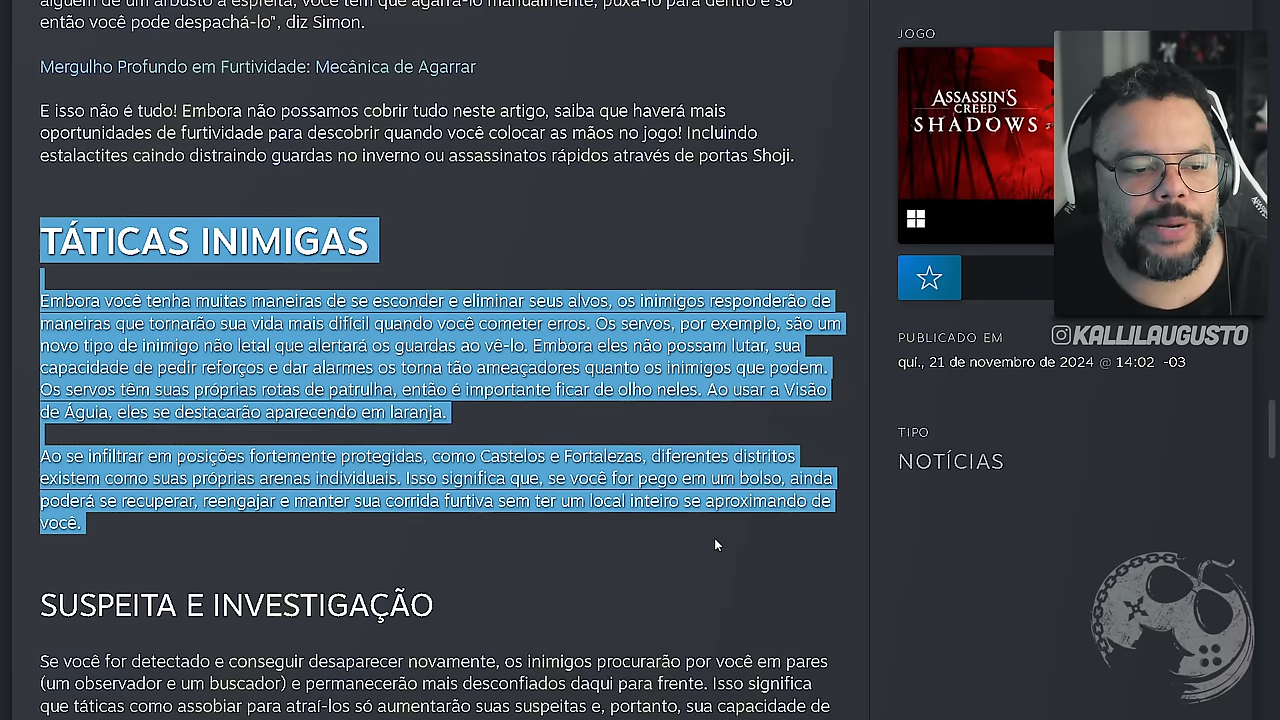 alguém de um arbusto à espreita, você tem que agarrá-lo manualmente, puxá-lo para dentro e só
então você pode despachá-lo", diz Simon.
Mergulho Profundo em Furtividade: Mecânica de Agarrar
E isso não é tudo! Embora não possamos cobrir tudo neste artigo, saiba que haverá mais
oportunidades de furtividade para descobrir quando você colocar as mãos no jogo! Incluindo
estalactites caindo distraindo guardas no inverno ou assassinatos rápidos através de portas Shoji.
TÁTICAS INIMIGAS
Embora você tenha muitas maneiras de se esconder e eliminar seus alvos, os inimigos responderão de
maneiras que tornarão sua vida mais difícil quando você cometer erros. Os servos, por exemplo, são um
novo tipo de inimigo não letal que alertará os guardas ao vê-lo. Embora eles não possam lutar, sua
capacidade de pedir reforços e dar alarmes os torna tão ameaçadores quanto os inimigos que podem.
Os servos têm suas próprias rotas de patrulha, então é importante ficar de olho neles. Ao usar a Visão
de Águia, eles se destacarão aparecendo em laranja.
Ao se infiltrar em posições fortemente protegidas, como Castelos e Fortalezas, diferentes distritos
existem como suas próprias arenas individuais. Isso significa que, se você for pego em um bolso, ainda
poderá se recuperar, reengajar e manter sua corrida furtiva sem ter um local inteiro se aproximando de
você.
SUSPEITA E INVESTIGAÇÃO
Se você for detectado e conseguir desaparecer novamente, os inimigos procurarão por você em pares
(um observador e um buscador) e permanecerão mais desconfiados daqui para frente. Isso significa
que táticas como assobiar para atraí-los só aumentarão suas suspeitas e, portanto, sua capacidade de
JOGO
ASSASSIN'S
CREED
SHADOWS
KALLILAUGUSTO
PUBLICADO EM
qui., 21 de novembro de 2024 @ 14:02 -03
TIPO
NOTÍCIAS